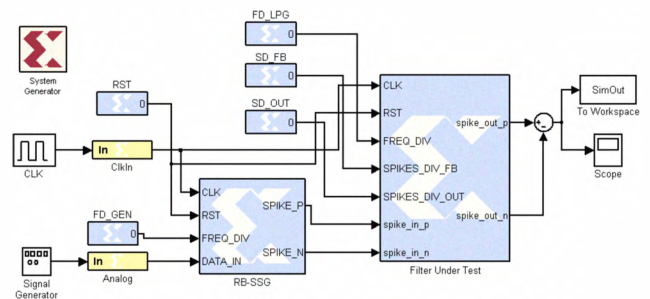 FD_LPG
0
SD_FB
0
SD_OUT
0
System
Generator
RST
0
CLK
In
ClkIn
FD_GEN
0
Signal
Generator
In
Analog
CLK
RST
FREQ_DIV
DATA_IN
SPIKE_P
SPIKE_N
RB-SSG
CLK
RST
FREQ_DIV
SPIKES_DIV_FB
SPIKES_DIV_OUT
spike_in_p
spike_in_n
spike_out_p
spike_out_n
Filter Under Test
SimOut
To Workspace
Scope